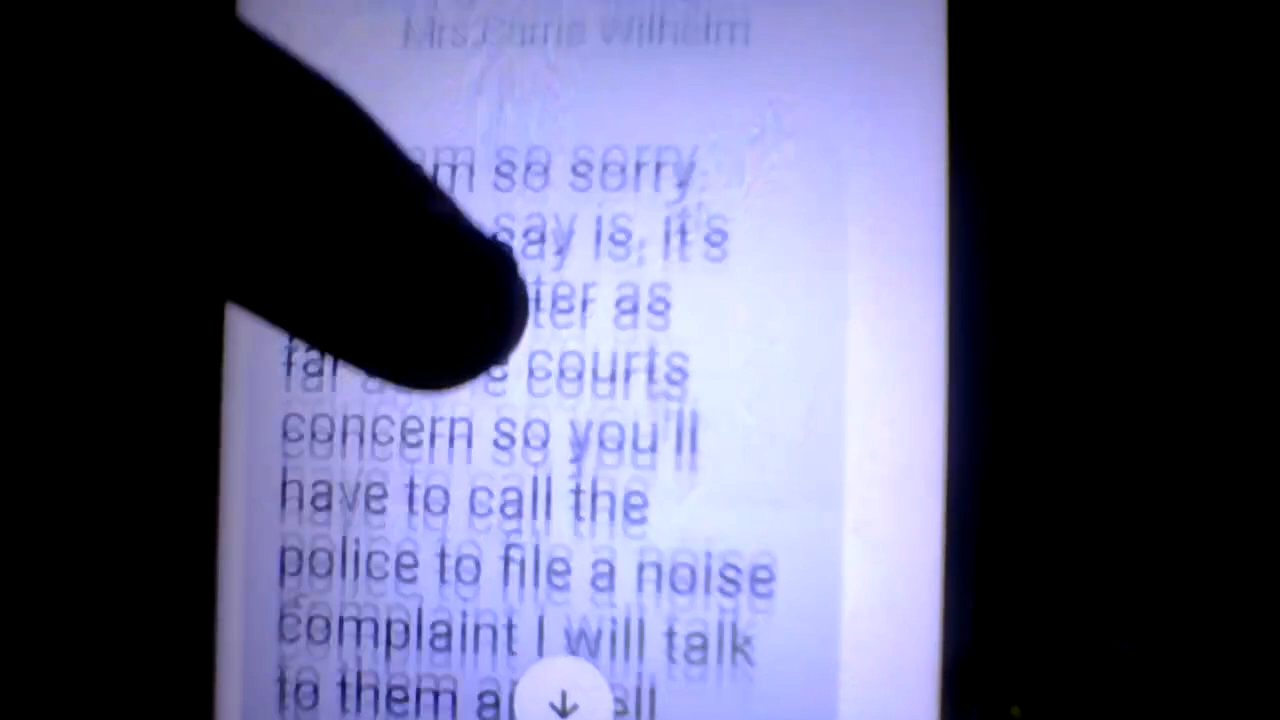 Mrs Carrie Wilhelm
so sorry
say is, it's
as
far courts
concern so you'll
have to call the
police to file a noise
complaint I will talk
to them